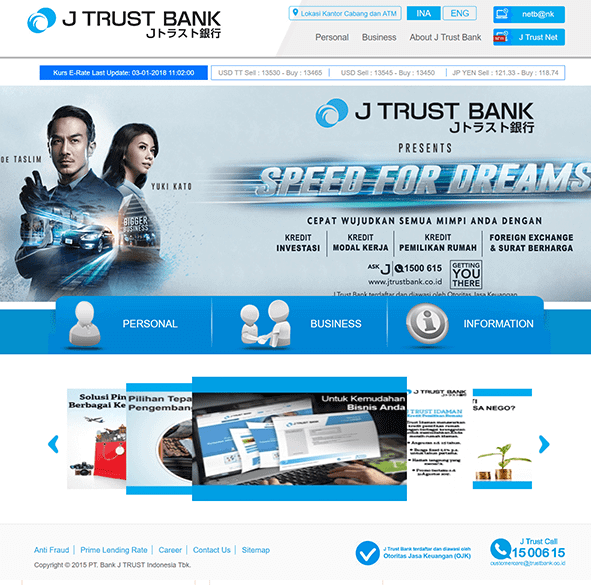 J TRUST BANK
Jトラスト銀行
Lokasi Kantor Cabang dan ATM
INA
ENG
netb@nk
Personal
Business
About J Trust Bank
NEW
J Trust Net
Kurs E-Rate Last Update: 03-01-2018 11:02:00
USD TT Sell : 13530 - Buy : 13465
USD Sell : 13545 - Buy : 13450
JP YEN Sell : 121.33 - Buy : 118.74
J TRUST BANK
Jトラスト銀行
PRESENTS
OE TASLIM
YUKI KATO
SPEED FOR DREAMS
BIGGER
BUSINESS
CEPAT WUJUDKAN SEMUA MIMPI ANDA DENGAN
KREDIT
INVESTASI
KREDIT
MODAL KERJA
KREDIT
PEMILIKAN RUMAH
FOREIGN EXCHANGE
& SURAT BERHARGA
ASK J 1500 615
www.jtrustbank.co.id
GETTING
YOU
THERE
J Trust Bank terdaftar dan diawasi oleh Otoritas Jasa Keuangan
PERSONAL
BUSINESS
INFORMATION
Solusi Pin
Berbagai Ke
Pilihan Tepa
Pengembang
Untuk Kemudahan
Bisnis Anda
J TRUST BANK
J TRUST IDAMAN
TI
SA NEGO?
Anti Fraud
Prime Lending Rate
Career
Contact Us
Sitemap
Copyright © 2015 PT. Bank J TRUST Indonesia Tbk.
J Trust Bank terdaftar dan diawasi oleh
Otoritas Jasa Keuangan (OJK)
J Trust Call
15 006 15
customercare@jtrustbank.co.id